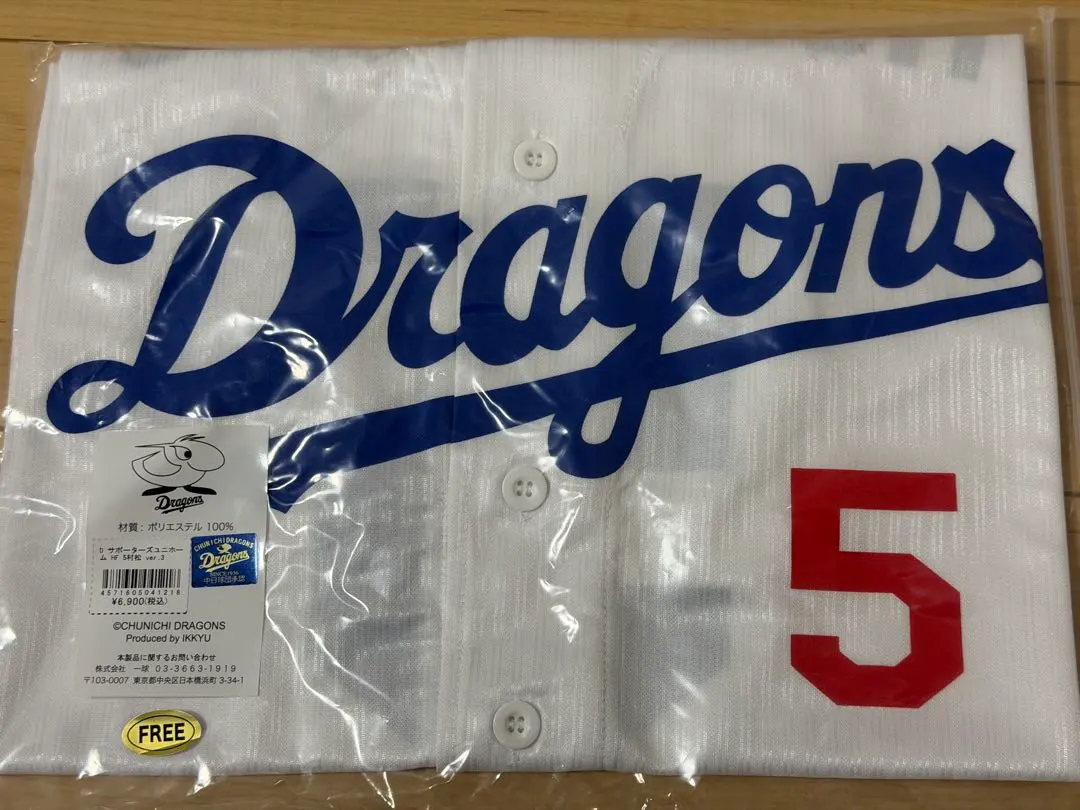 Dragons
5
Dragons
材質：ポリエステル 100%
D サポーターズユニホー
ム HF 5村松 ver.3
4571605041218
¥6,900(税込)
CHUNICHI DRAGONS
Dragons
SINCE 1936
中日球団承認
©CHUNICHI DRAGONS
Produced by IKKYU
本製品に関するお問い合わせ
株式会社 一球 03-3663-1919
〒103-0007 東京都中央区日本橋浜町 3-34-1
FREE